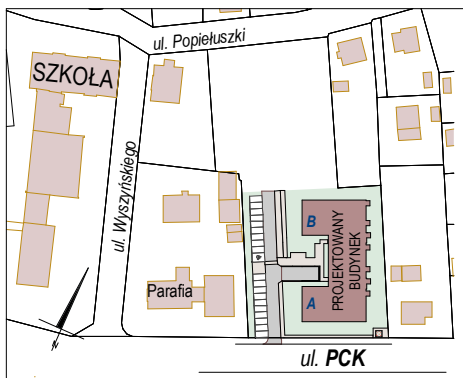 ul. Popiełuszki
SZKOŁA
ul. Wyszyńskiego
B
PROJEKTOWANY
BUDYNEK
A
Parafia
N
ul. PCK